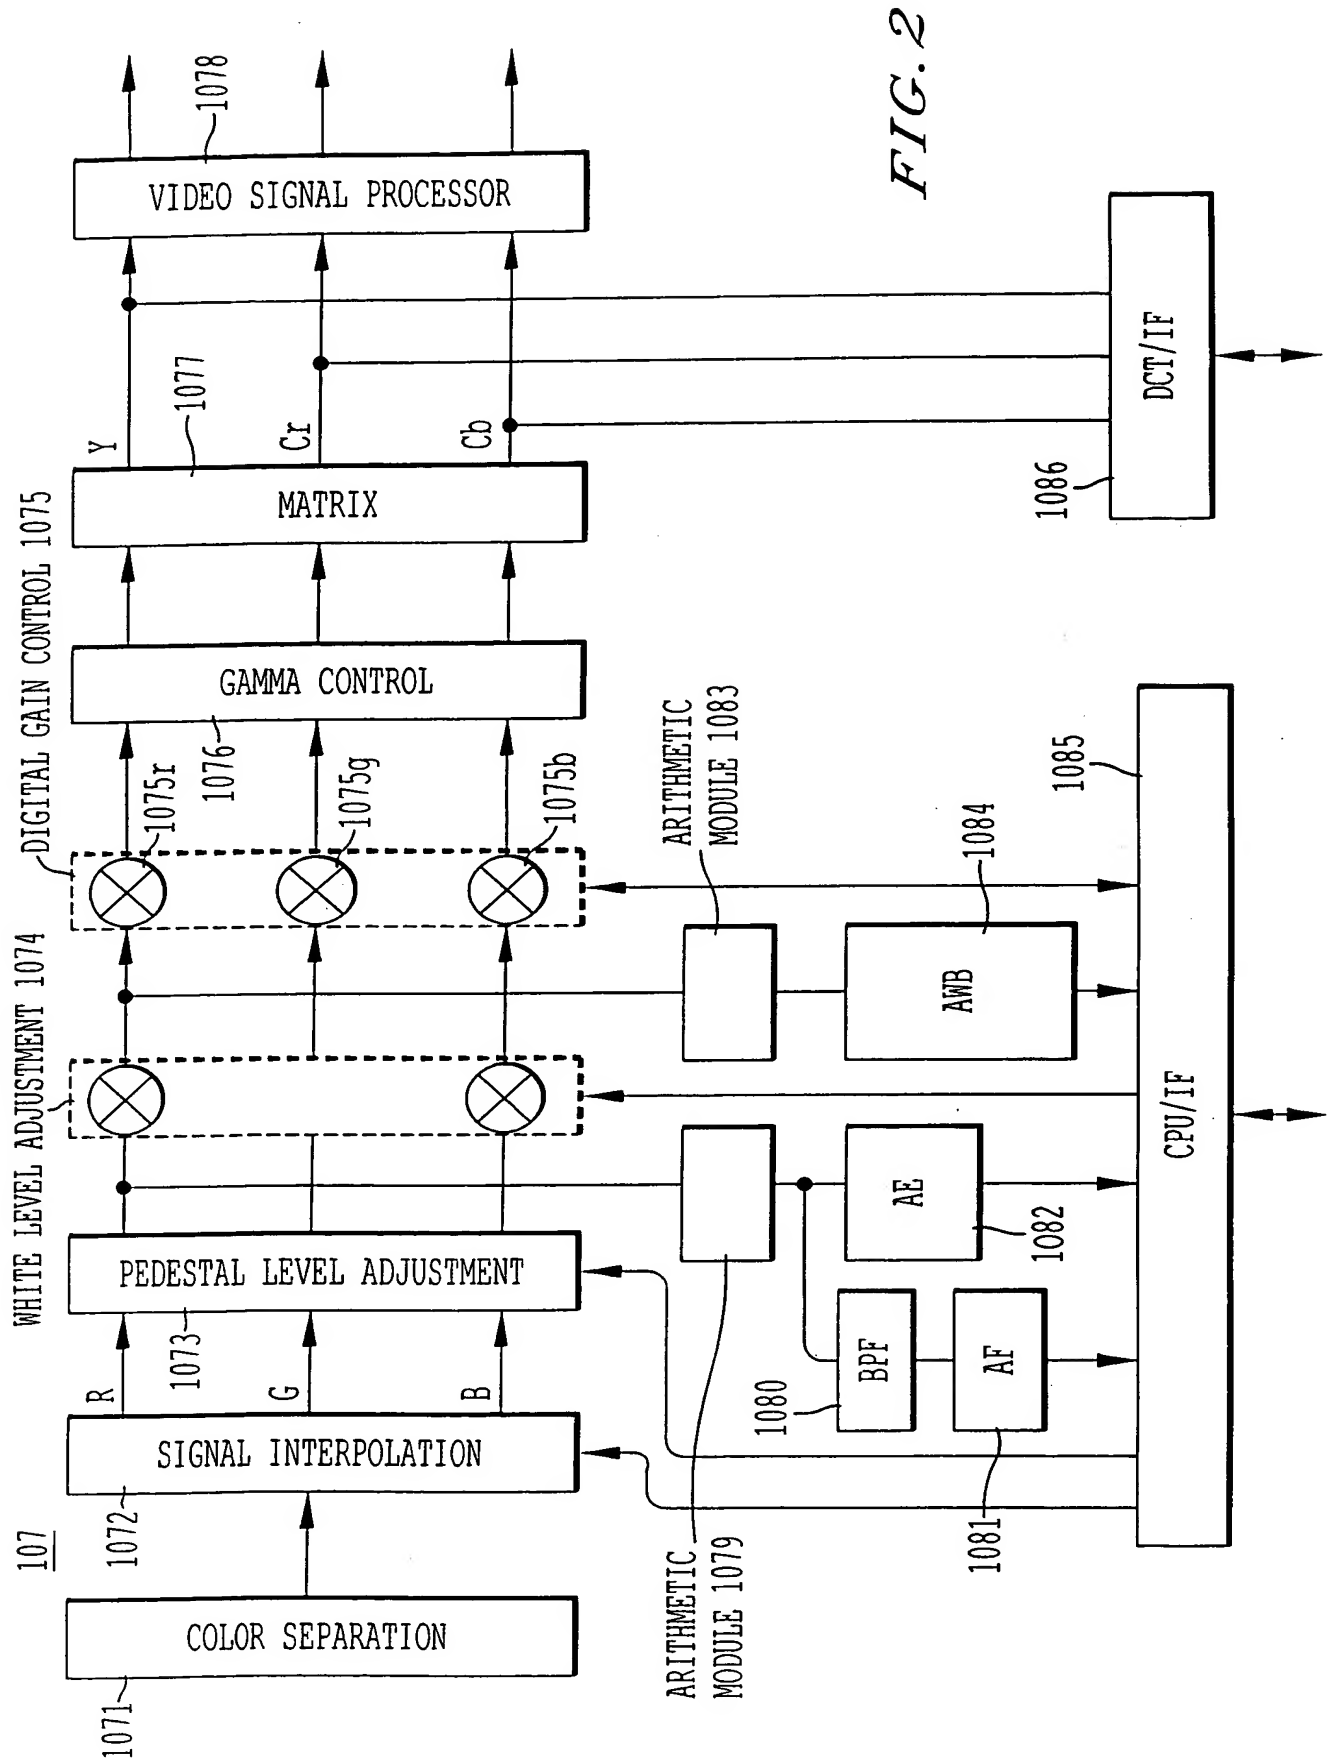 107
COLOR SEPARATION
1071
SIGNAL INTERPOLATION
1072
R
G
B
PEDESTAL LEVEL ADJUSTMENT
1073
WHITE LEVEL ADJUSTMENT 1074
DIGITAL GAIN CONTROL 1075
1075r
1075g
1075b
GAMMA CONTROL
1076
MATRIX
1077
Y
Cr
Cb
VIDEO SIGNAL PROCESSOR
1078
ARITHMETIC
MODULE 1079
BPF
1080
AF
1081
AE
1082
ARITHMETIC
MODULE 1083
AWB
1084
CPU/IF
1085
DCT/IF
1086
FIG. 2